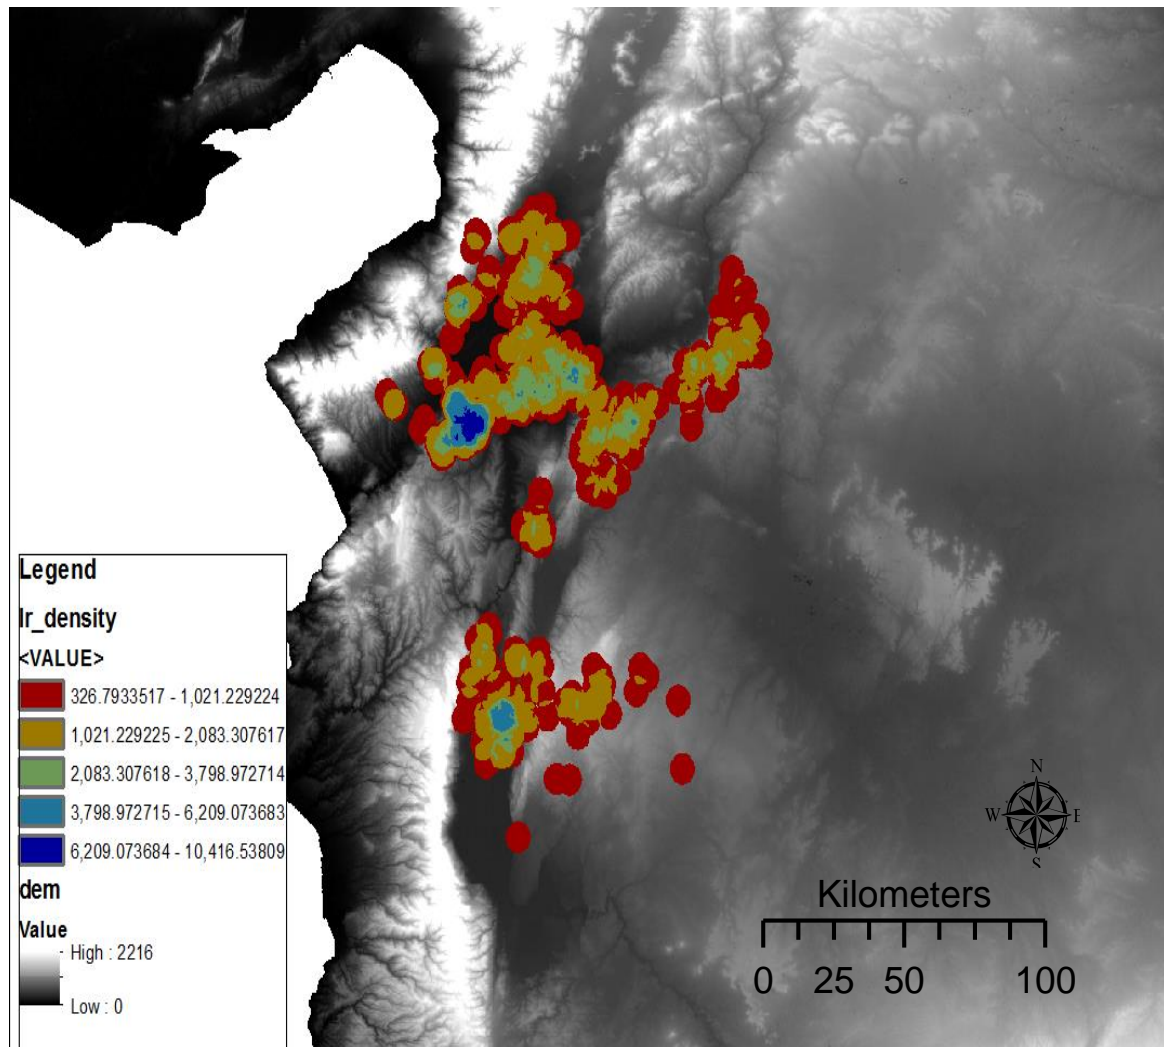 Legend
lr_density
<VALUE>
326.7933517 - 1,021.229224
1,021.229225 - 2,083.307617
2,083.307618 - 3,798.972714
3,798.972715 - 6,209.073683
6,209.073684 - 10,416.53809
dem
Value
High : 2216
Low : 0
N
W E
S
Kilometers
0 25 50 100